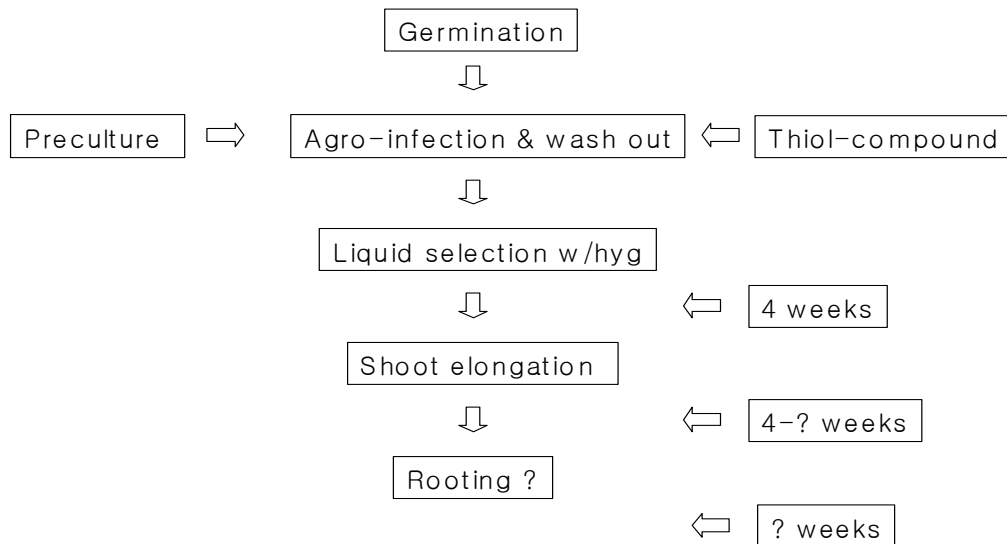 Germination
Preculture
Agro-infection & wash out
Thiol-compound
Liquid selection w/hyg
4 weeks
Shoot elongation
4-? weeks
Rooting ?
? weeks